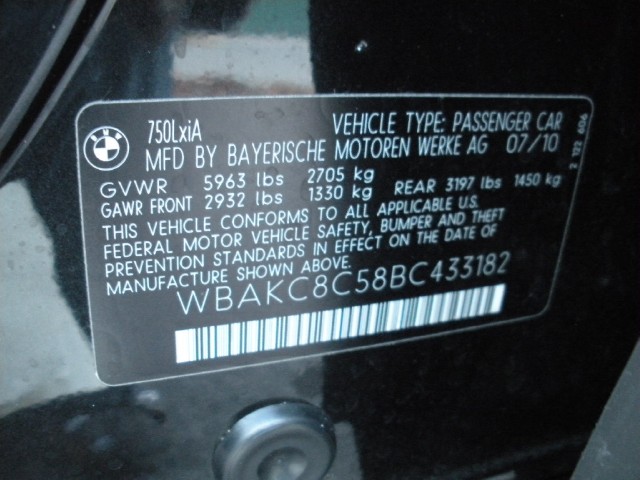 BMW
750LxiA VEHICLE TYPE: PASSENGER CAR
MFD BY BAYERISCHE MOTOREN WERKE AG 07/10
GVWR 5963 lbs 2705 kg
GAWR FRONT 2932 lbs 1330 kg REAR 3197 lbs 1450 kg
THIS VEHICLE CONFORMS TO ALL APPLICABLE U.S.
FEDERAL MOTOR VEHICLE SAFETY, BUMPER AND THEFT
PREVENTION STANDARDS IN EFFECT ON THE DATE OF
MANUFACTURE SHOWN ABOVE.
WBAKC8C58BC433182